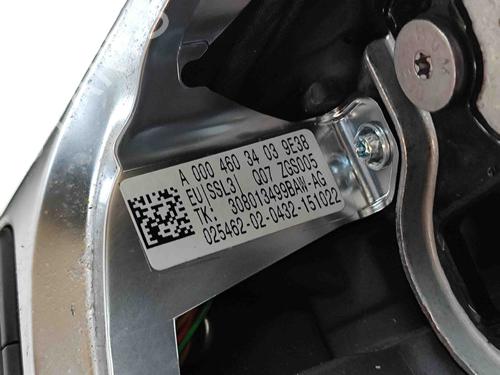 A 000 460 34 03 9E38
EU|SSL3| Q07 ZGS005
TK: 308013499BAW-AG
025462-02-0432-151022